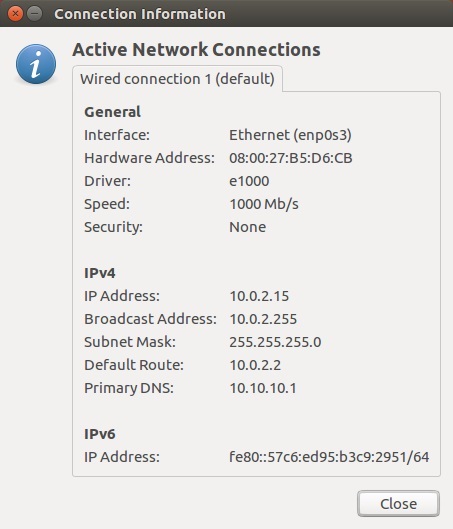 Connection Information
Active Network Connections
Wired connection 1 (default)
General
Interface: Ethernet (enp0s3)
Hardware Address: 08:00:27:B5:D6:CB
Driver: e1000
Speed: 1000 Mb/s
Security: None
IPv4
IP Address: 10.0.2.15
Broadcast Address: 10.0.2.255
Subnet Mask: 255.255.255.0
Default Route: 10.0.2.2
Primary DNS: 10.10.10.1
IPv6
IP Address: fe80::57c6:ed95:b3c9:2951/64
Close